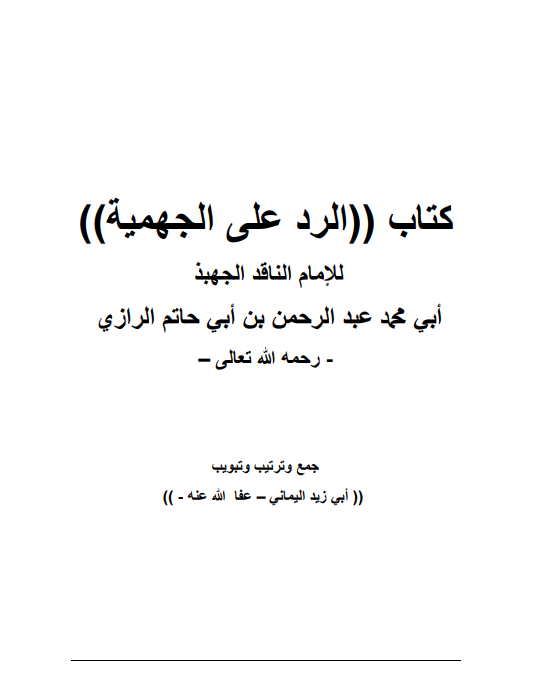 كتاب ((الرد على الجهمية))
للإمام الناقد الجهبذ
أبي محمد عبد الرحمن بن أبي حاتم الرازي
- رحمه الله تعالى –
جمع وترتيب وتبويب
(( أبي زيد اليماني – عفا الله عنه - ))